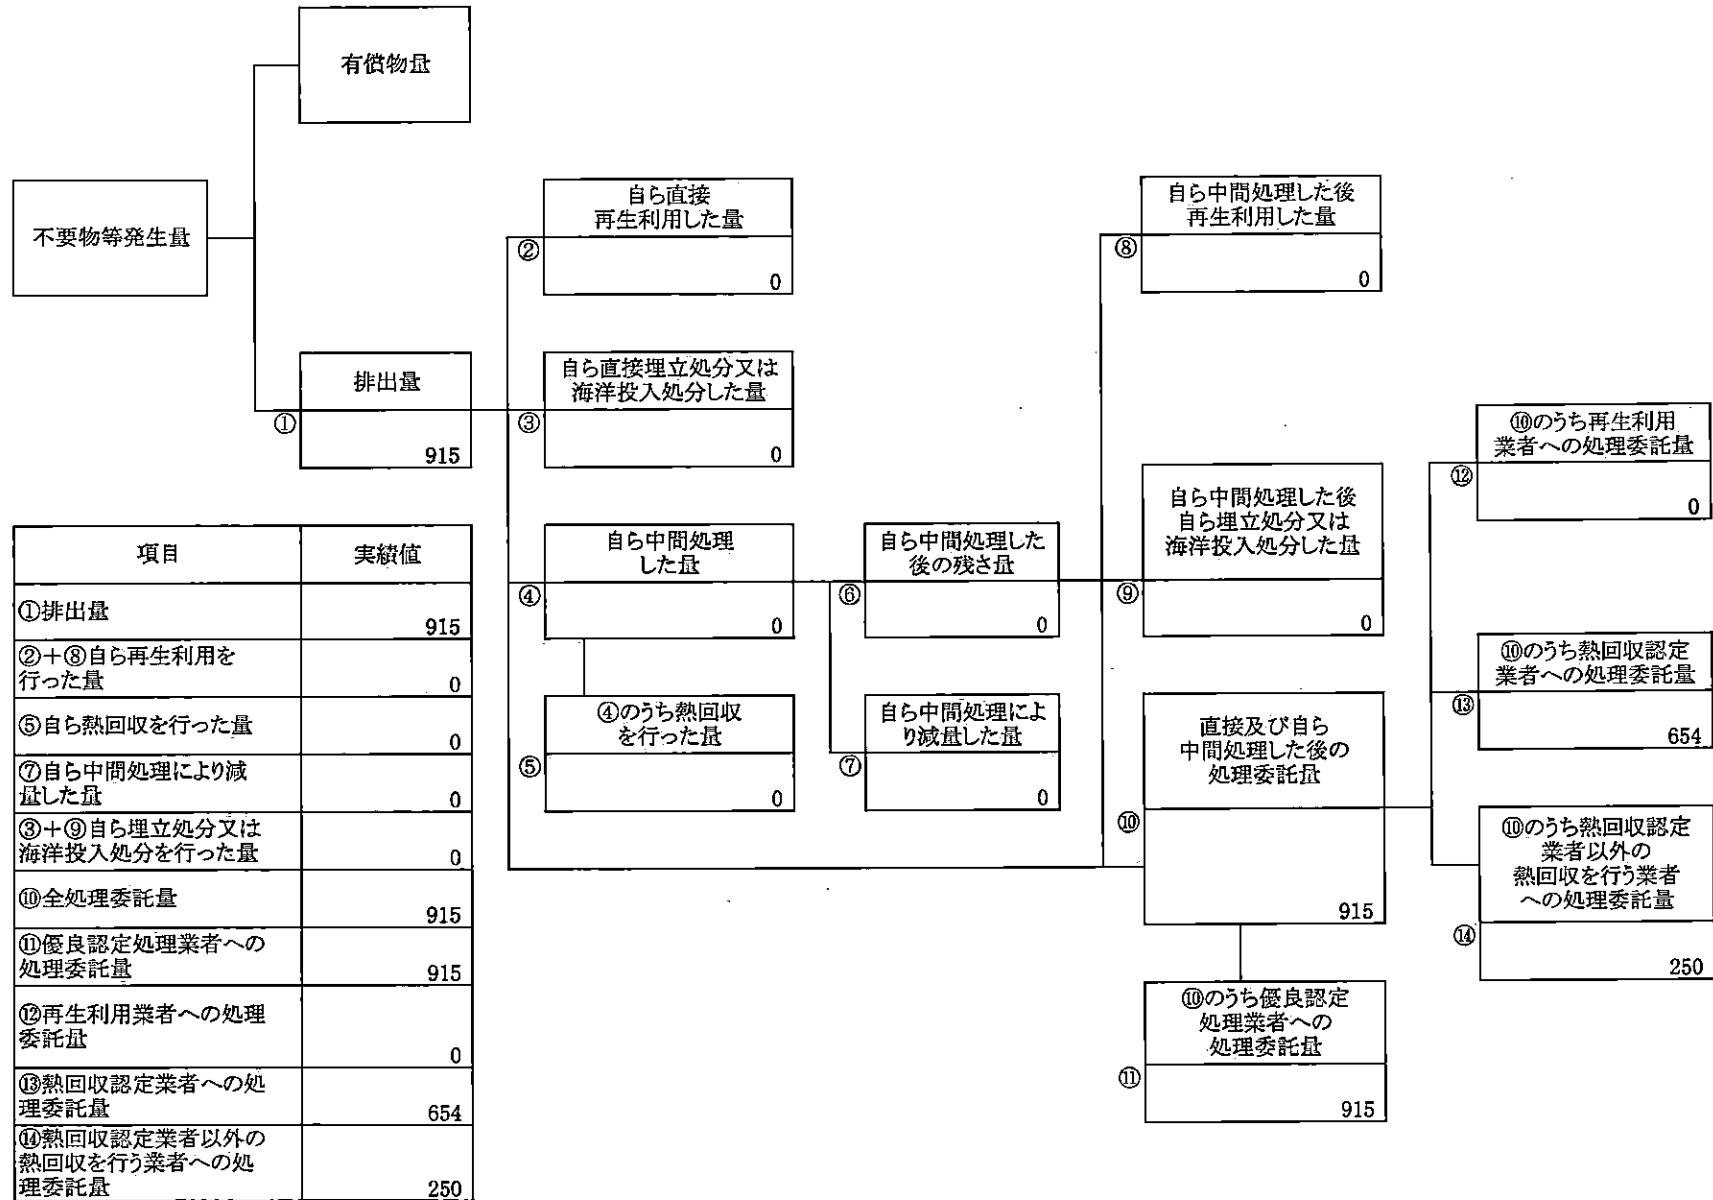 有償物量
不要物等発生量
排出量
①
915
自ら直接
再生利用した量
②
0
自ら直接埋立処分又は
海洋投入処分した量
③
0
自ら中間処理
した量
④
0
④のうち熱回収
を行った量
⑤
0
自ら中間処理した
後の残さ量
⑥
0
自ら中間処理によ
り減量した量
⑦
0
自ら中間処理した後
再生利用した量
⑧
0
自ら中間処理した後
自ら埋立処分又は
海洋投入処分した量
⑨
0
直接及び自ら
中間処理した後の
処理委託量
⑩
915
⑩のうち優良認定
処理業者への
処理委託量
⑪
915
⑩のうち再生利用
業者への処理委託量
⑫
0
⑩のうち熱回収認定
業者への処理委託量
⑬
654
⑩のうち熱回収認定
業者以外の
熱回収を行う業者
への処理委託量
⑭
250
項目 実績値
①排出量
915
②＋⑧自ら再生利用を
行った量
0
⑤自ら熱回収を行った量
0
⑦自ら中間処理により減
量した量
0
③＋⑨自ら埋立処分又は
海洋投入処分を行った量
0
⑩全処理委託量
915
⑪優良認定処理業者への
処理委託量
915
⑫再生利用業者への処理
委託量
0
⑬熱回収認定業者への処
理委託量
654
⑭熱回収認定業者以外の
熱回収を行う業者への処
理委託量
250